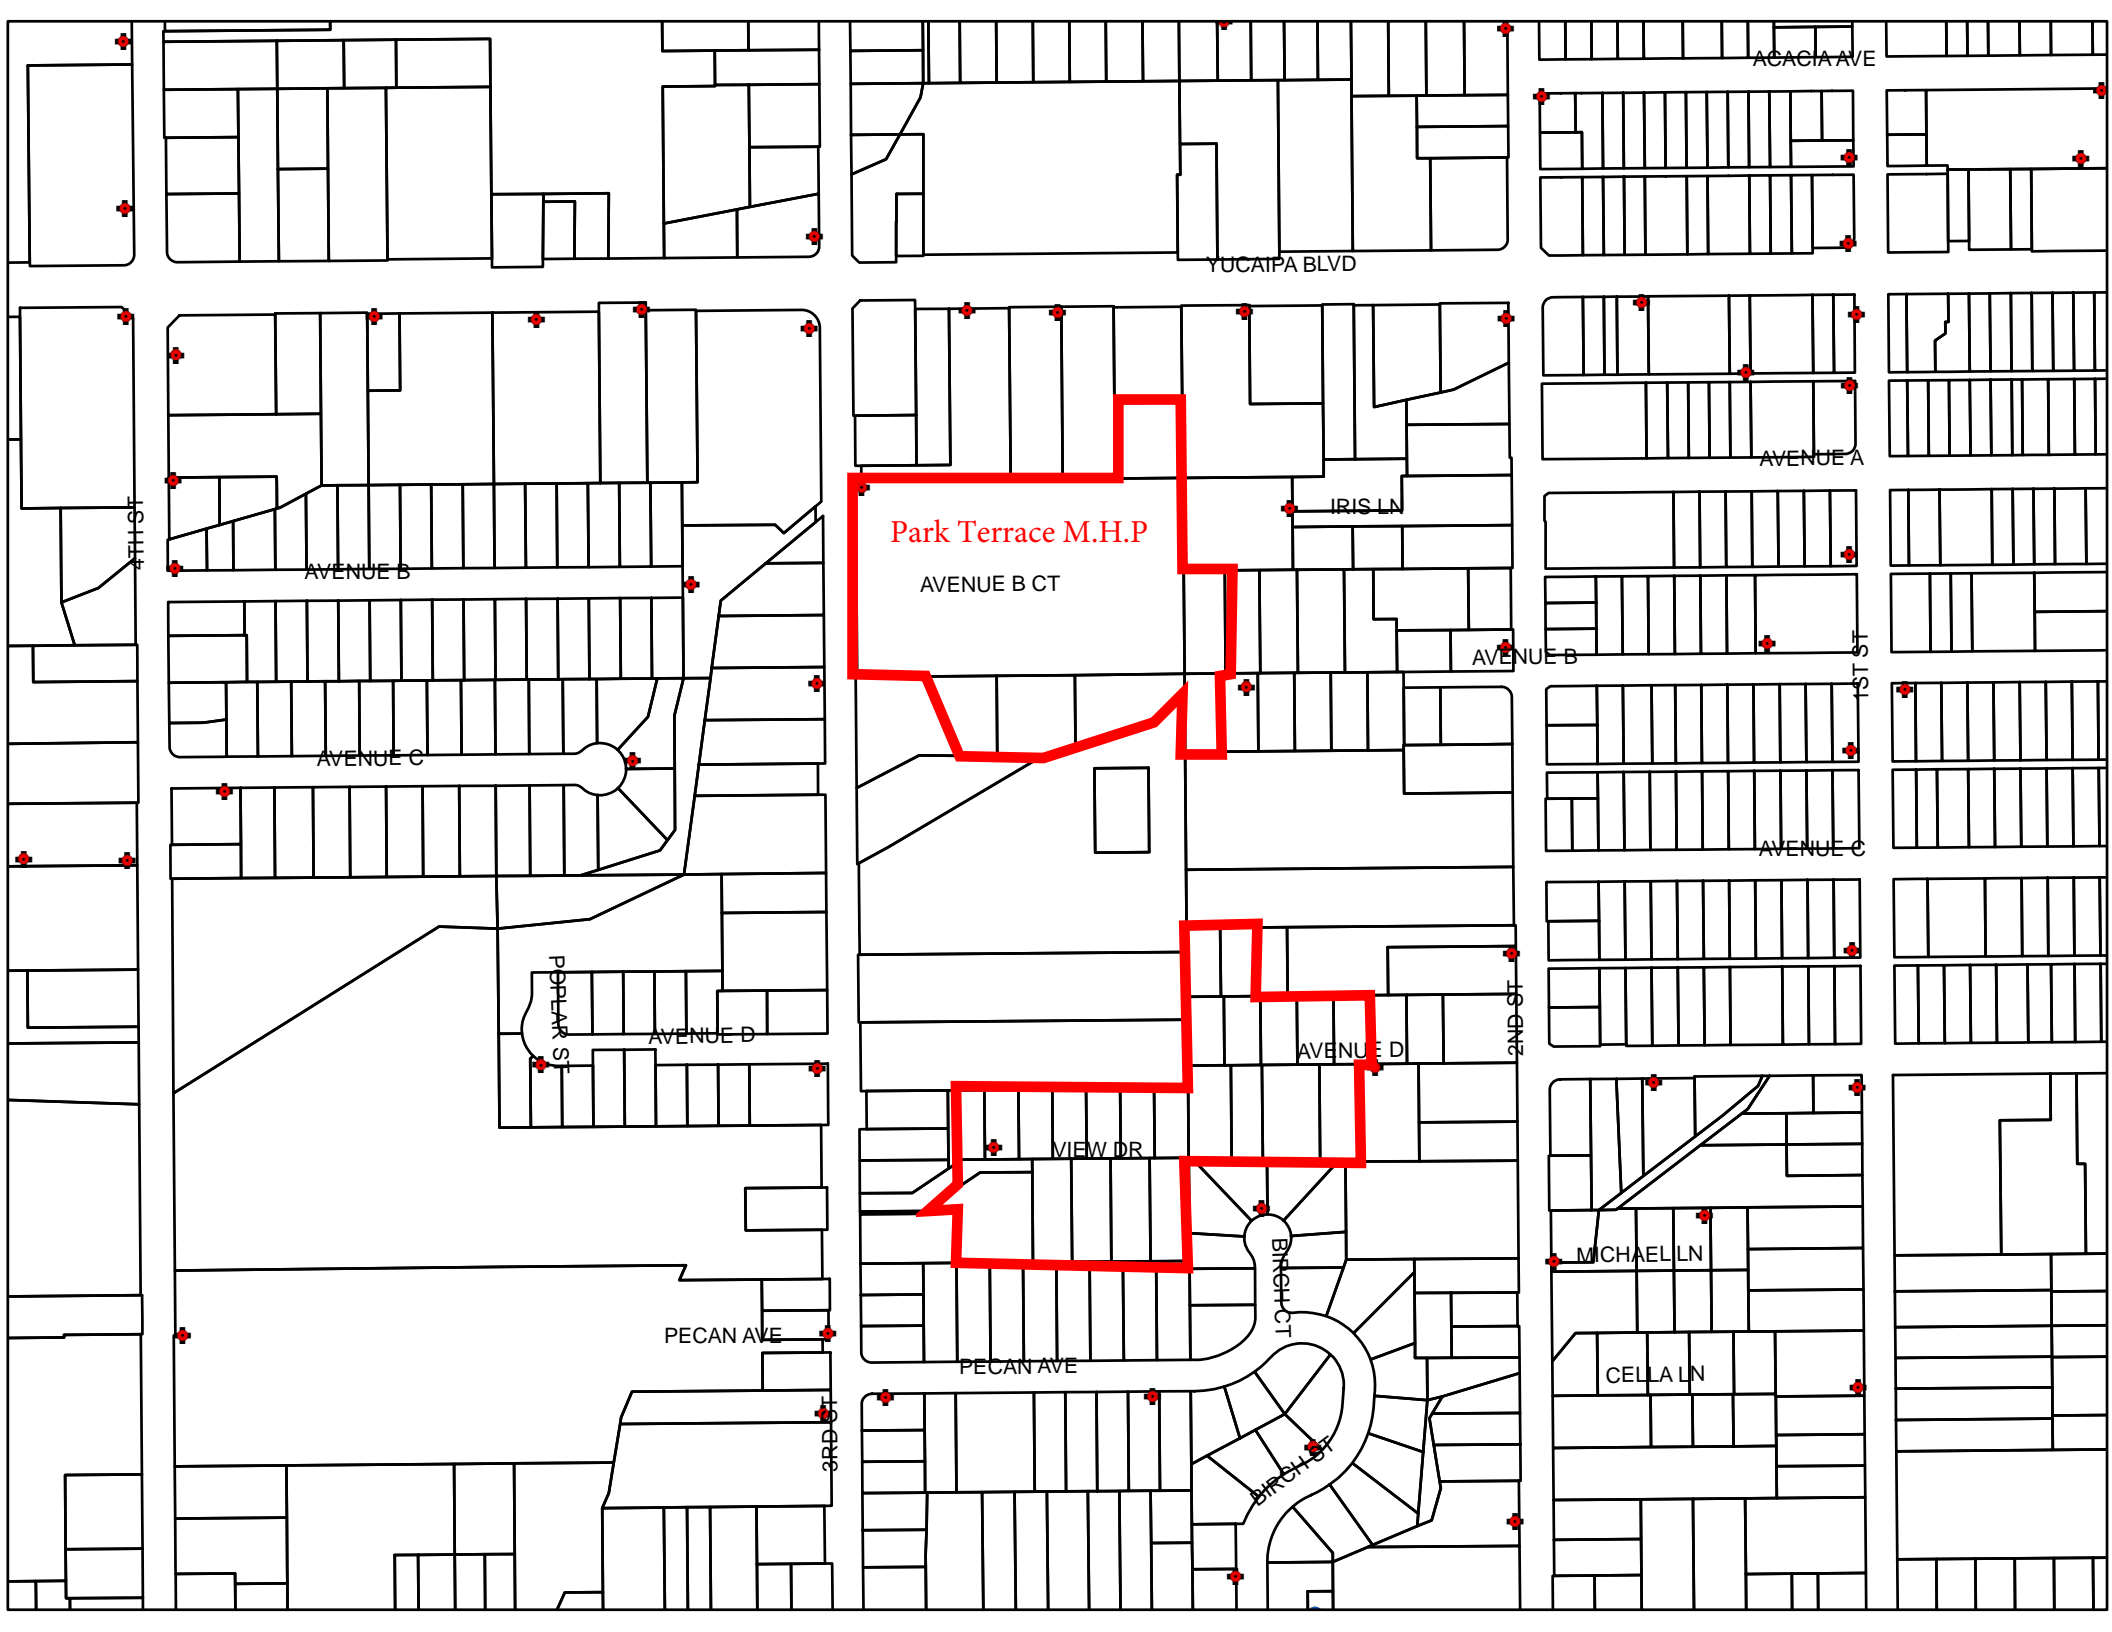 ACACIA AVE
YUCAIPA BLVD
AVENUE A
4TH ST
IRIS LN
Park Terrace M.H.P
AVENUE B
AVENUE B CT
AVENUE B
1ST ST
AVENUE C
AVENUE C
POPLAR ST
AVENUE D
2ND ST
AVENUE D
VIEW DR
BIRCH CT
MICHAEL LN
PECAN AVE
PECAN AVE
CELLA LN
3RD ST
BIRCH ST